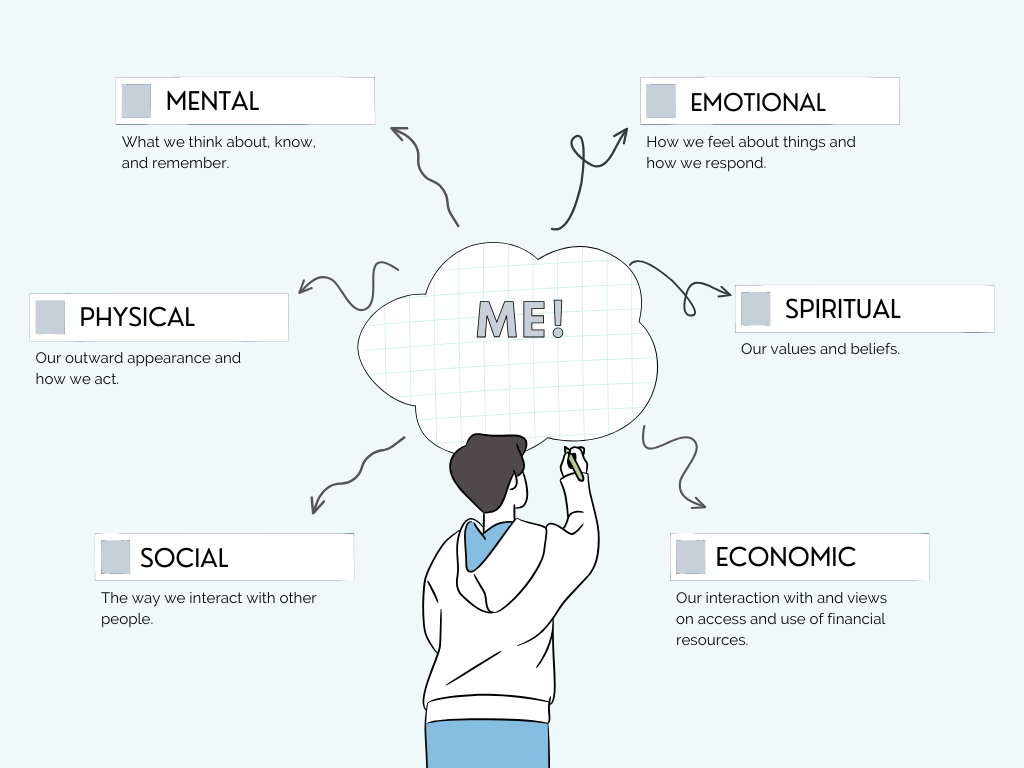 MENTAL
What we think about, know,
and remember.
EMOTIONAL
How we feel about things and
how we respond.
ME!
PHYSICAL
Our outward appearance and
how we act.
SPIRITUAL
Our values and beliefs.
SOCIAL
The way we interact with other
people.
ECONOMIC
Our interaction with and views
on access and use of financial
resources.